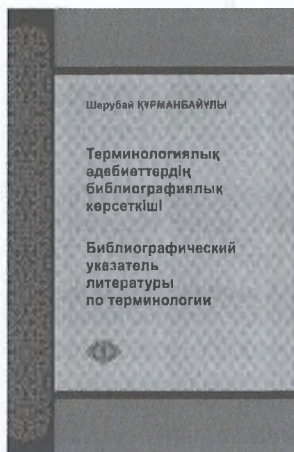 Шерубай ҚҰРМАНБАЙҰЛЫ
Терминологиялық
әдебиеттердің
библиографиялық
көрсеткіші
Библиографический
указатель
литературы
по терминологии